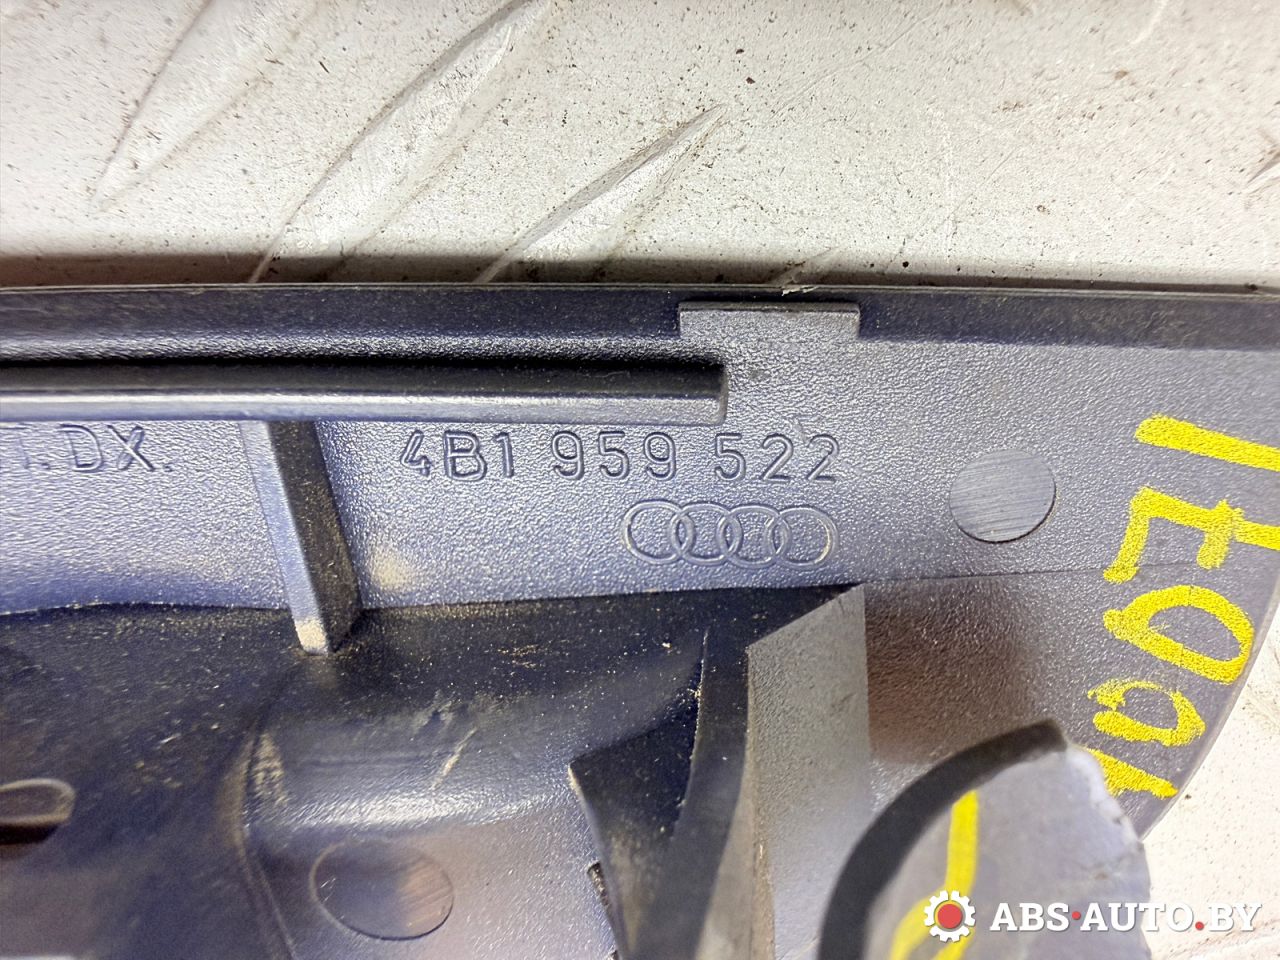 T.DX.
4B1 959 522
ABS-AUTO.BY